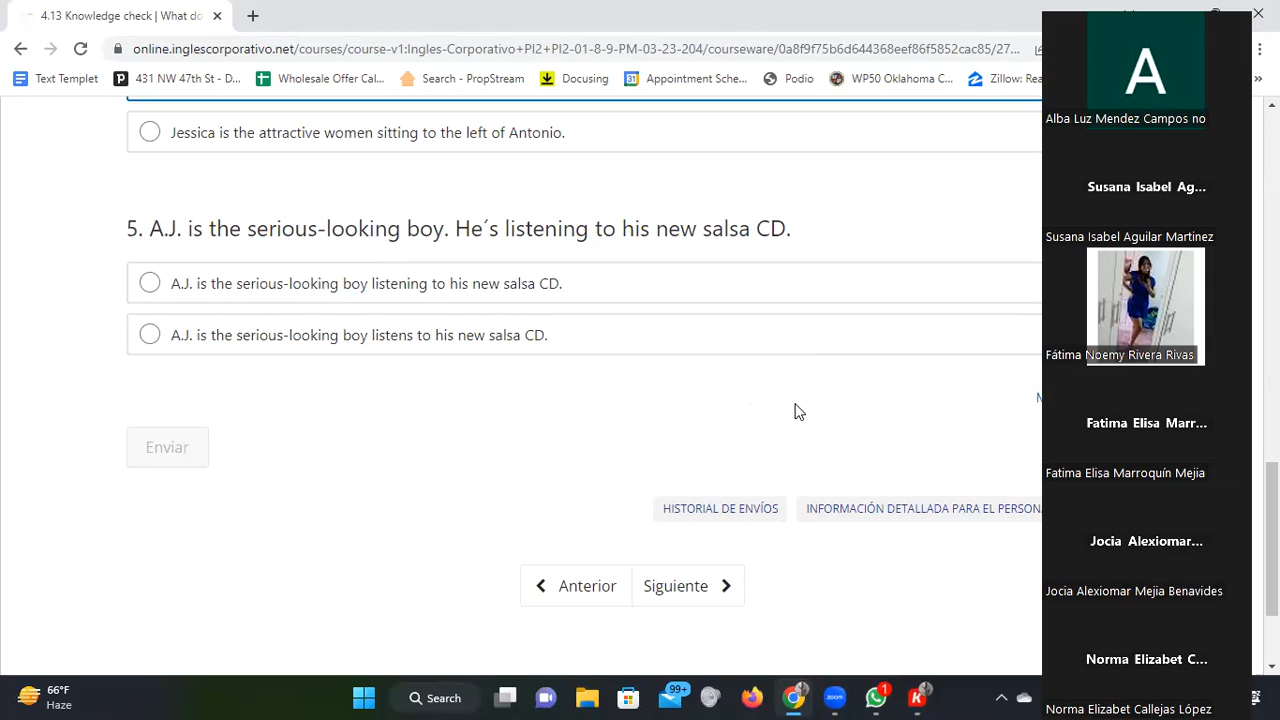 4.13 Knowledge check | What do
online.inglescorporativo.net/courses/course-v1:Ingles-Corporativo+PI2+PI2-01-8-9-PM-03-23-204/courseware/0a8f9f75b6d644368eef86f5852cac85/27...
Text Templet
431 NW 47th St - D...
Wholesale Offer Cal...
Search - PropStream
Docusing
Appointment Sche...
Podio
WP50 Oklahoma C...
Zillow: Rea
»
Jessica is the attractive women sitting to the left of Antonio.
5. A.J. is the serious-looking boy. He´s listening to his new salsa CD.
A.J. is the serious-looking boy listening to his new salsa CD.
A.J. is the serious-looking boy listens to his new salsa CD.
Enviar
HISTORIAL DE ENVÍOS
INFORMACIÓN DETALLADA PARA EL PERSON
Anterior
Siguiente
A
Alba Luz Mendez Campos no
Susana Isabel Ag...
Susana Isabel Aguilar Martinez
Fátima Noemy Rivera Rivas
Fatima Elisa Marr...
Fatima Elisa Marroquín Mejia
Jocia Alexiomar...
Jocia Alexiomar Mejia Benavides
Norma Elizabet C...
Norma Elizabet Callejas López
66°F
Haze
Search
99+
zoom
1
K